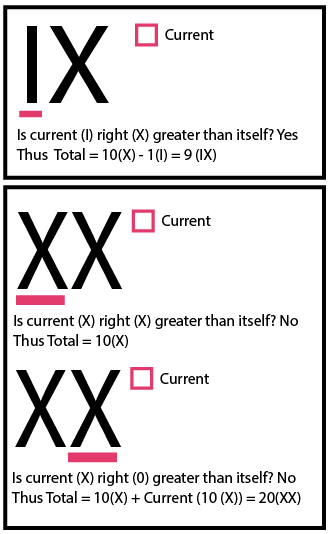 IX
Current
Is current (I) right (X) greater than itself? Yes
Thus Total = 10(X) - 1(I) = 9 (IX)
XX
Current
Is current (X) right (X) greater than itself? No
Thus Total = 10(X)
XX
Current
Is current (X) right (0) greater than itself? No
Thus Total = 10(X) + Current (10 (X)) = 20(XX)